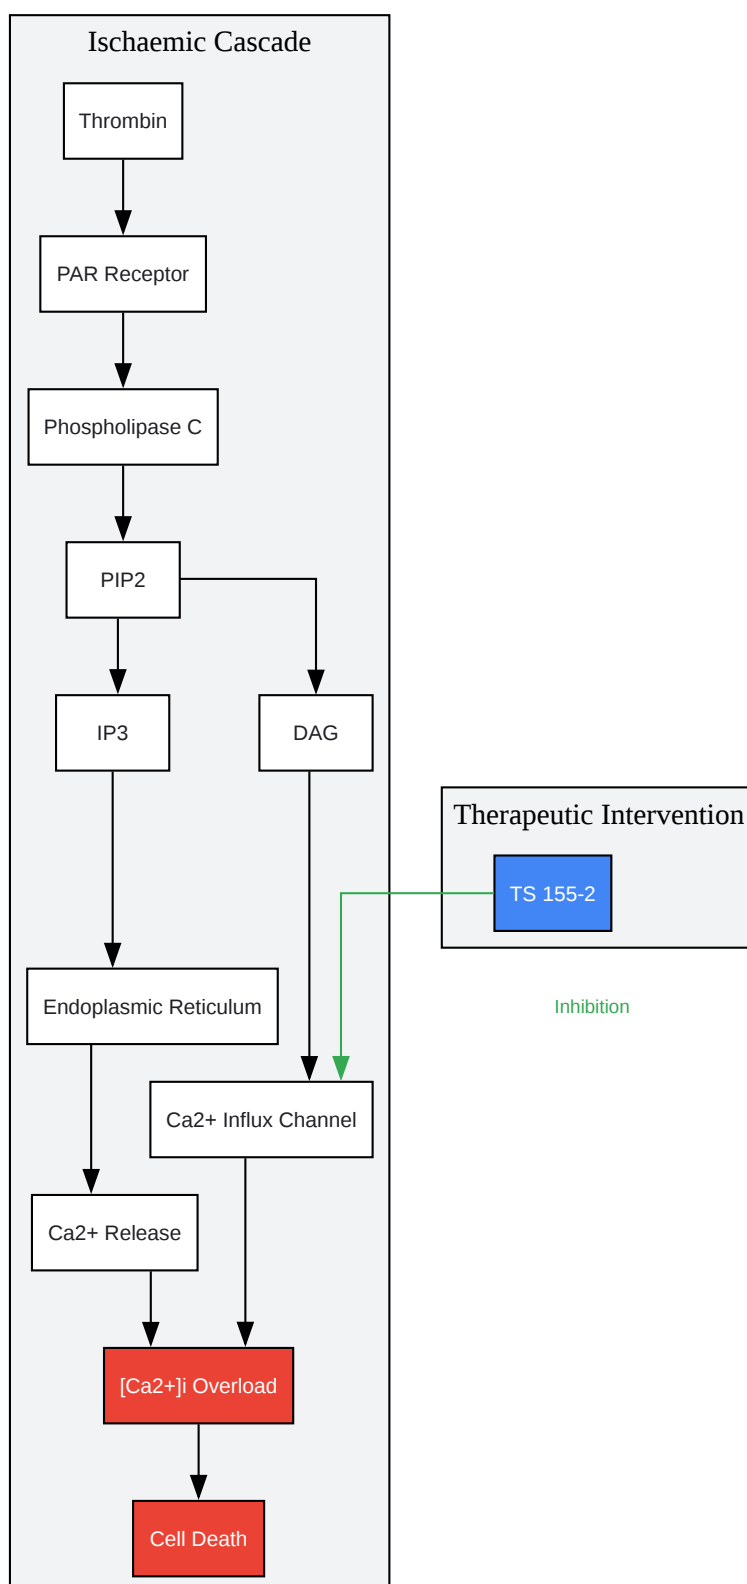 Ischaemic Cascade
Thrombin
PAR Receptor
Phospholipase C
PIP2
IP3
DAG
Therapeutic Intervention
TS 155-2
Endoplasmic Reticulum
Inhibition
Ca2+ Influx Channel
Ca2+ Release
[Ca2+]i Overload
Cell Death